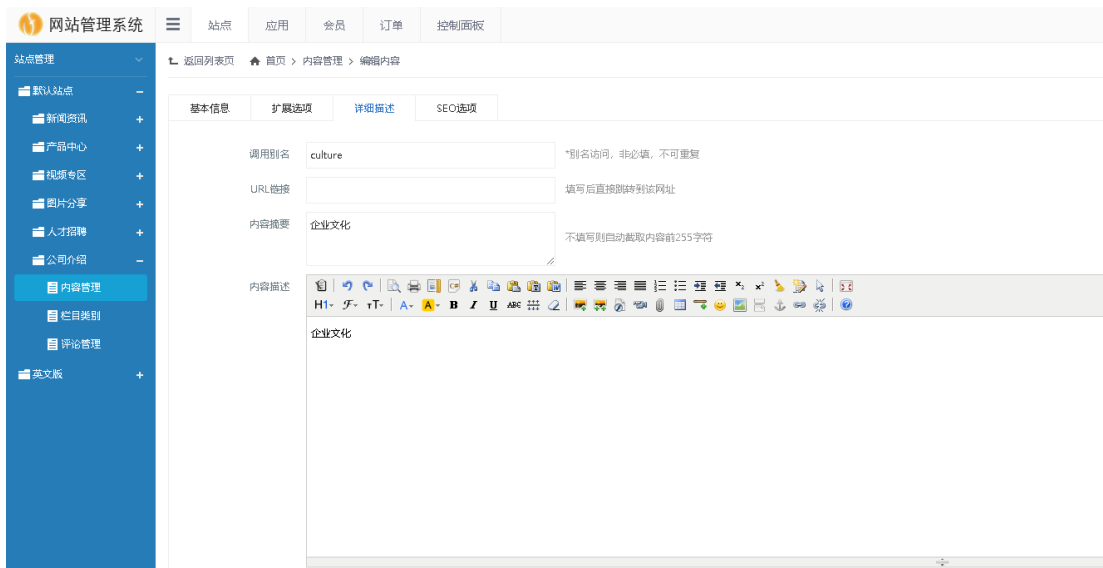 网站管理系统 站点 应用 会员 订单 控制面板
站点管理
默认站点
新闻资讯
产品中心
视频专区
图片分享
人才招聘
公司介绍
内容管理
栏目类别
评论管理
英文版
返回列表页 首页 > 内容管理 > 编辑内容
基本信息 扩展选项 详细描述 SEO选项
调用别名 culture *别名访问，非必填，不可重复
URL链接 填写后直接跳转到该网址
内容摘要 企业文化 不填写则自动截取内容前255字符
内容描述
H1 F тT A A B I U ABC
企业文化